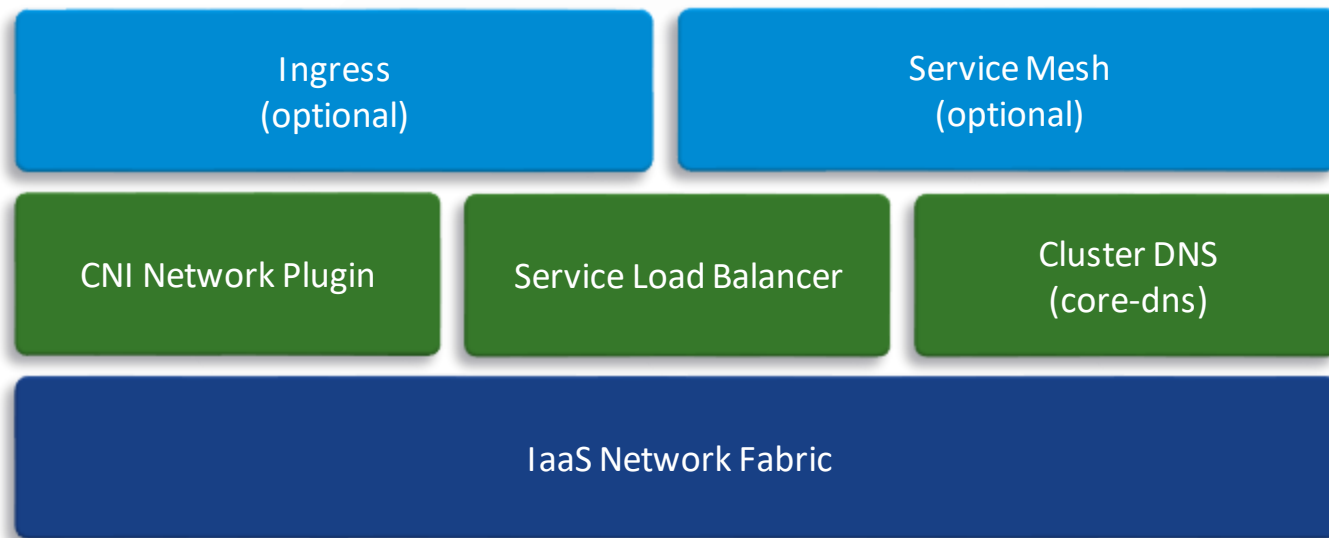 Ingress
(optional)
Service Mesh
(optional)
CNI Network Plugin
Service Load Balancer
Cluster DNS
(core-dns)
IaaS Network Fabric